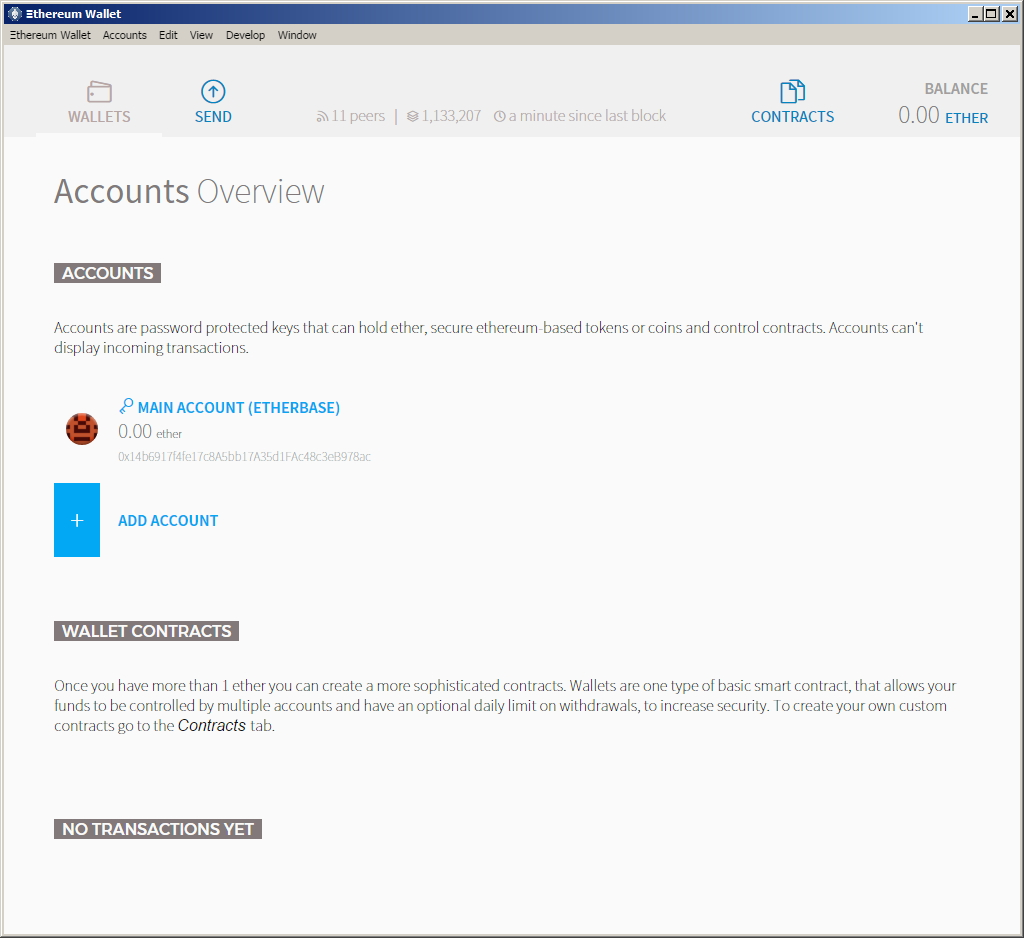 Ξthereum Wallet
Ξthereum Wallet Accounts Edit View Develop Window
WALLETS
SEND
11 peers | 1,133,207 a minute since last block
CONTRACTS
BALANCE
0.00 ETHER
Accounts Overview
ACCOUNTS
Accounts are password protected keys that can hold ether, secure ethereum-based tokens or coins and control contracts. Accounts can't
display incoming transactions.
MAIN ACCOUNT (ETHERBASE)
0.00 ether
0x14b6917f4fe17c8A5bb17A35d1FAc48c3eB978ac
+ ADD ACCOUNT
WALLET CONTRACTS
Once you have more than 1 ether you can create a more sophisticated contracts. Wallets are one type of basic smart contract, that allows your
funds to be controlled by multiple accounts and have an optional daily limit on withdrawals, to increase security. To create your own custom
contracts go to the Contracts tab.
NO TRANSACTIONS YET